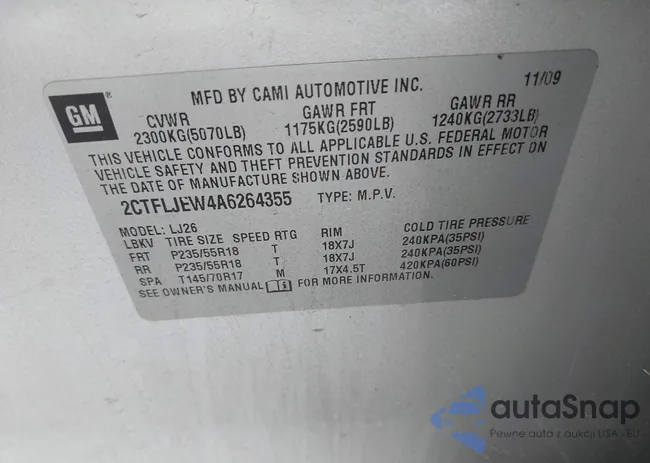 GM
®
MFD BY CAMI AUTOMOTIVE INC.
11/09
GVWR GAWR FRT GAWR RR
2300KG(5070LB) 1175KG(2590LB) 1240KG(2733LB)
THIS VEHICLE CONFORMS TO ALL APPLICABLE U.S. FEDERAL MOTOR
VEHICLE SAFETY AND THEFT PREVENTION STANDARDS IN EFFECT ON
THE DATE OF MANUFACTURE SHOWN ABOVE.
2CTFLJEW4A6264355 TYPE: M.P.V.
MODEL: LJ26
LBKV TIRE SIZE SPEED RTG RIM COLD TIRE PRESSURE
FRT P235/55R18 T 18X7J 240KPA(35PSI)
RR P235/55R18 T 18X7J 240KPA(35PSI)
SPA T145/70R17 M 17X4.5T 420KPA(60PSI)
SEE OWNER'S MANUAL i FOR MORE INFORMATION.
autaSnap
Pewne auta z aukcji USA - EU